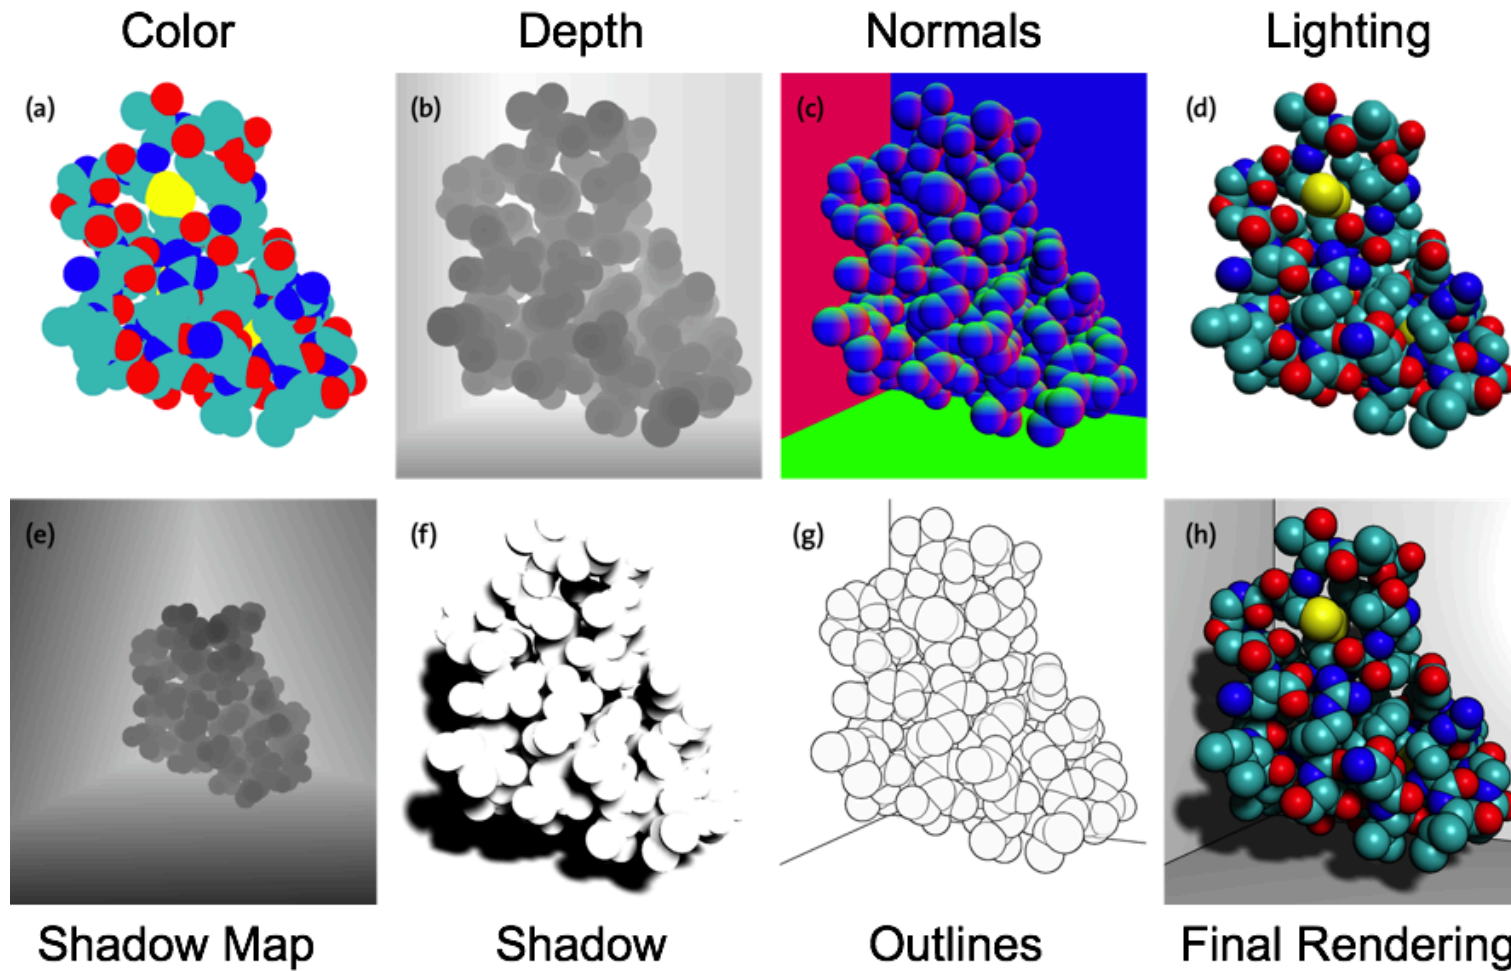 Color Depth Normals Lighting
(a) (b) (c) (d)
(e) (f) (g) (h)
Shadow Map Shadow Outlines Final Rendering